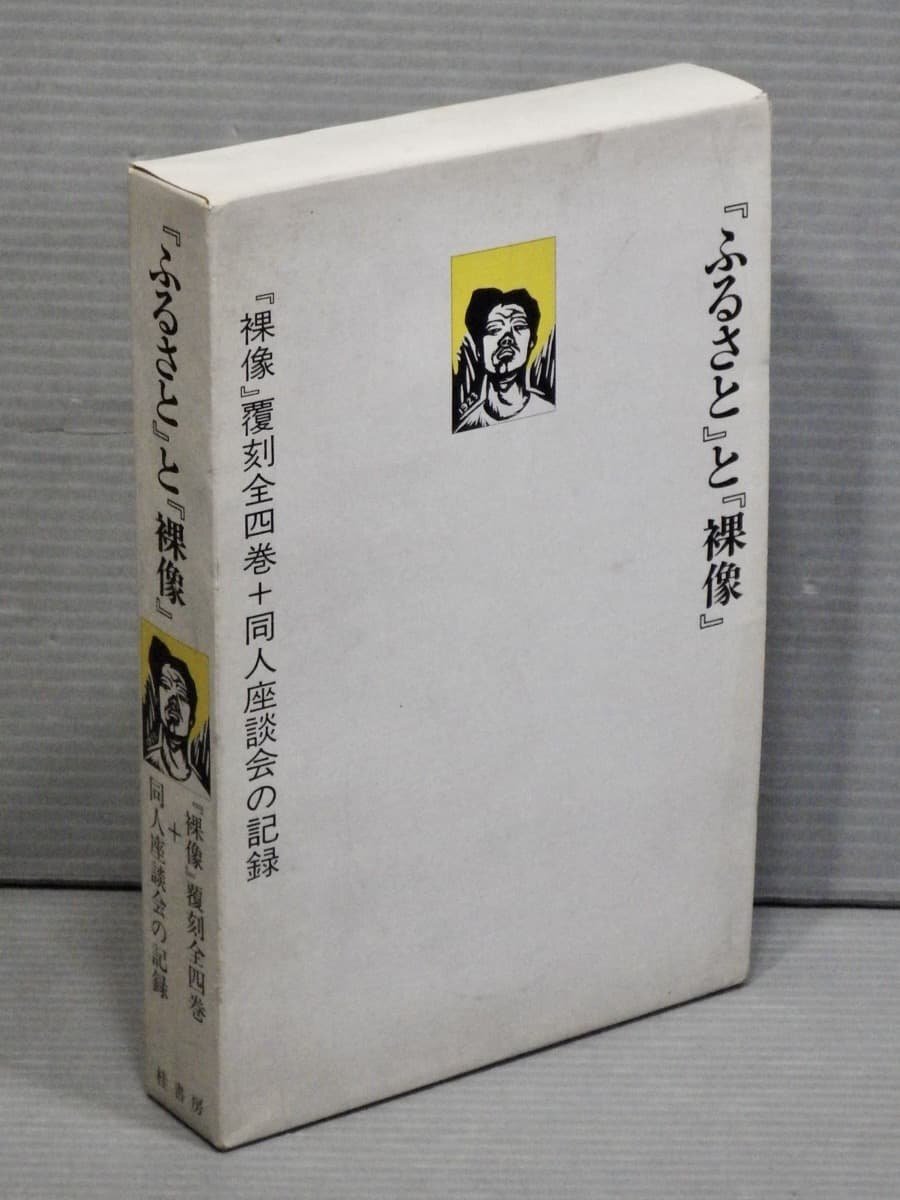 『ふるさと』と『裸像』
『裸像』覆刻全四巻＋同人座談会の記録
『ふるさと』と『裸像』
『裸像』覆刻全四巻
＋
同人座談会の記録
桂書房